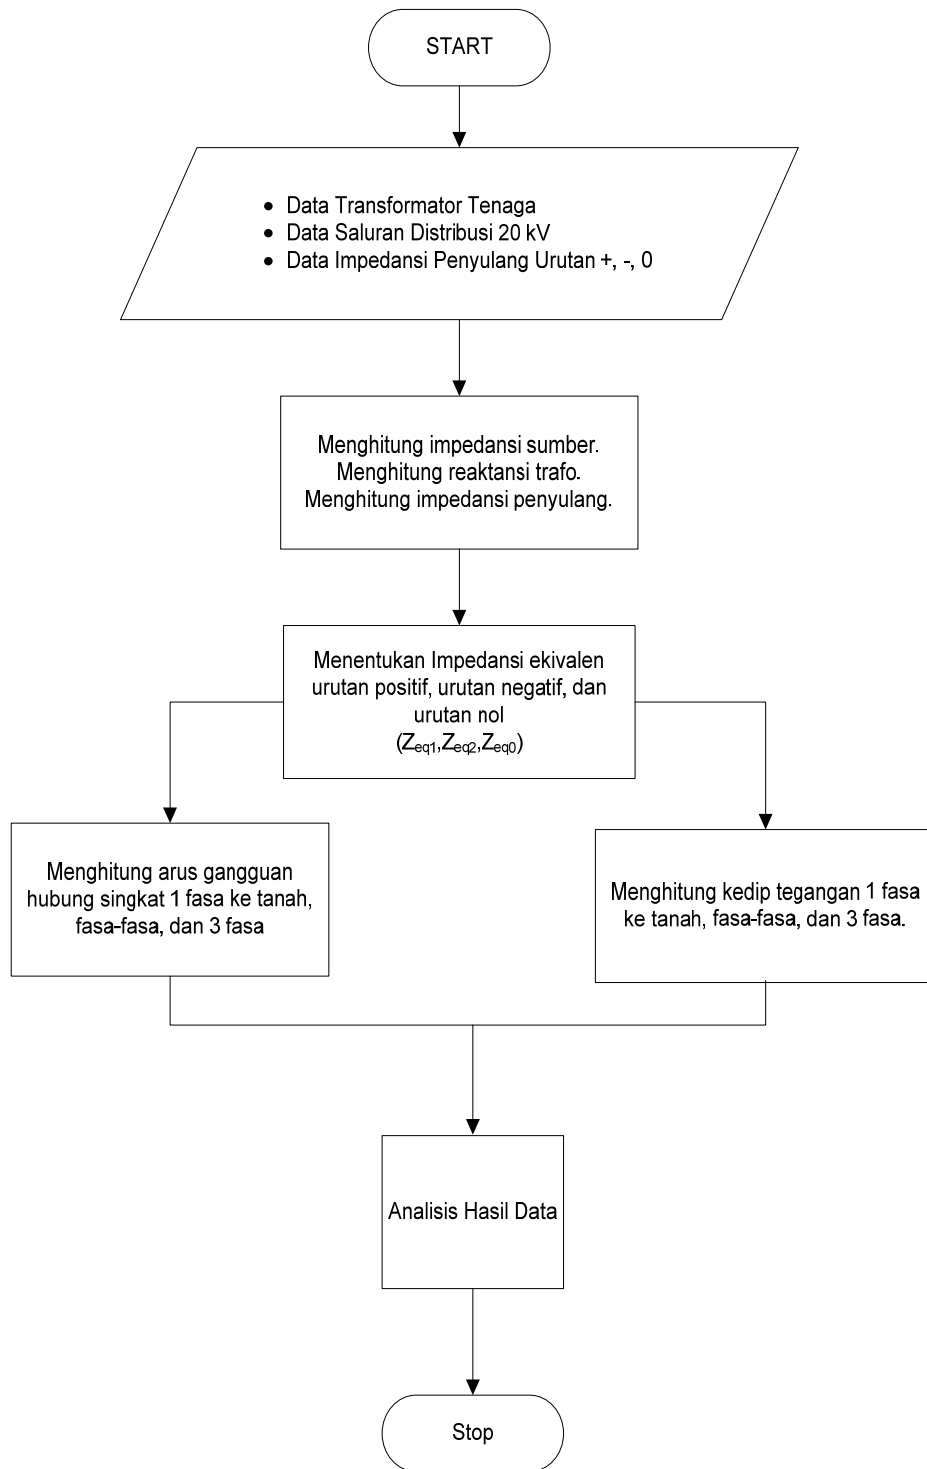 START
• Data Transformator Tenaga
• Data Saluran Distribusi 20 kV
• Data Impedansi Penyulang Urutan +, -, 0
Menghitung impedansi sumber.
Menghitung reaktansi trafo.
Menghitung impedansi penyulang.
Menentukan Impedansi ekivalen
urutan positif, urutan negatif, dan
urutan nol
(Zeq1,Zeq2,Zeq0)
Menghitung arus gangguan
hubung singkat 1 fasa ke tanah,
fasa-fasa, dan 3 fasa
Menghitung kedip tegangan 1 fasa
ke tanah, fasa-fasa, dan 3 fasa.
Analisis Hasil Data
Stop